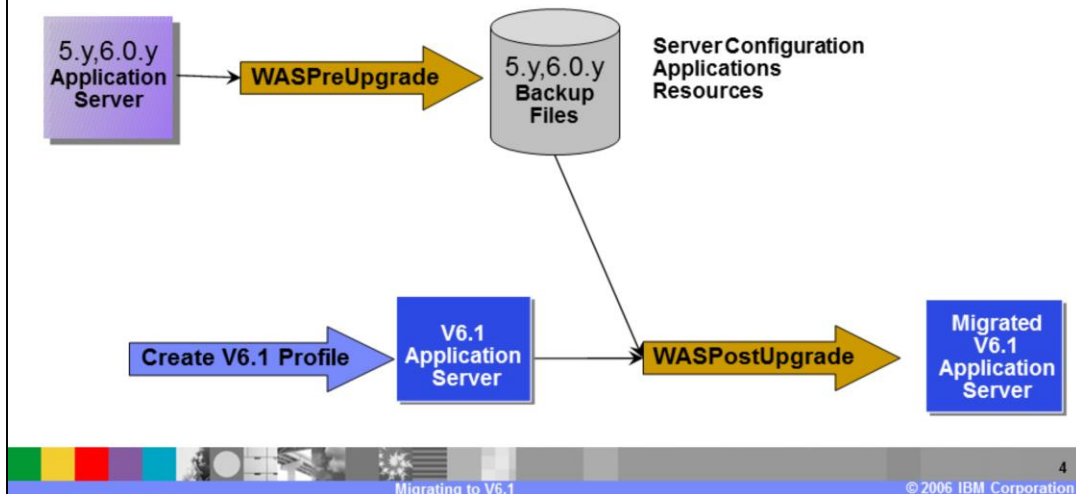 5.y,6.0.y
Application
Server
WASPreUpgrade
5.y,6.0.y
Backup
Files
Server Configuration
Applications
Resources
Create V6.1 Profile
V6.1
Application
Server
WASPostUpgrade
Migrated
V6.1
Application
Server
4
Migrating to V6.1
© 2006 IBM Corporation